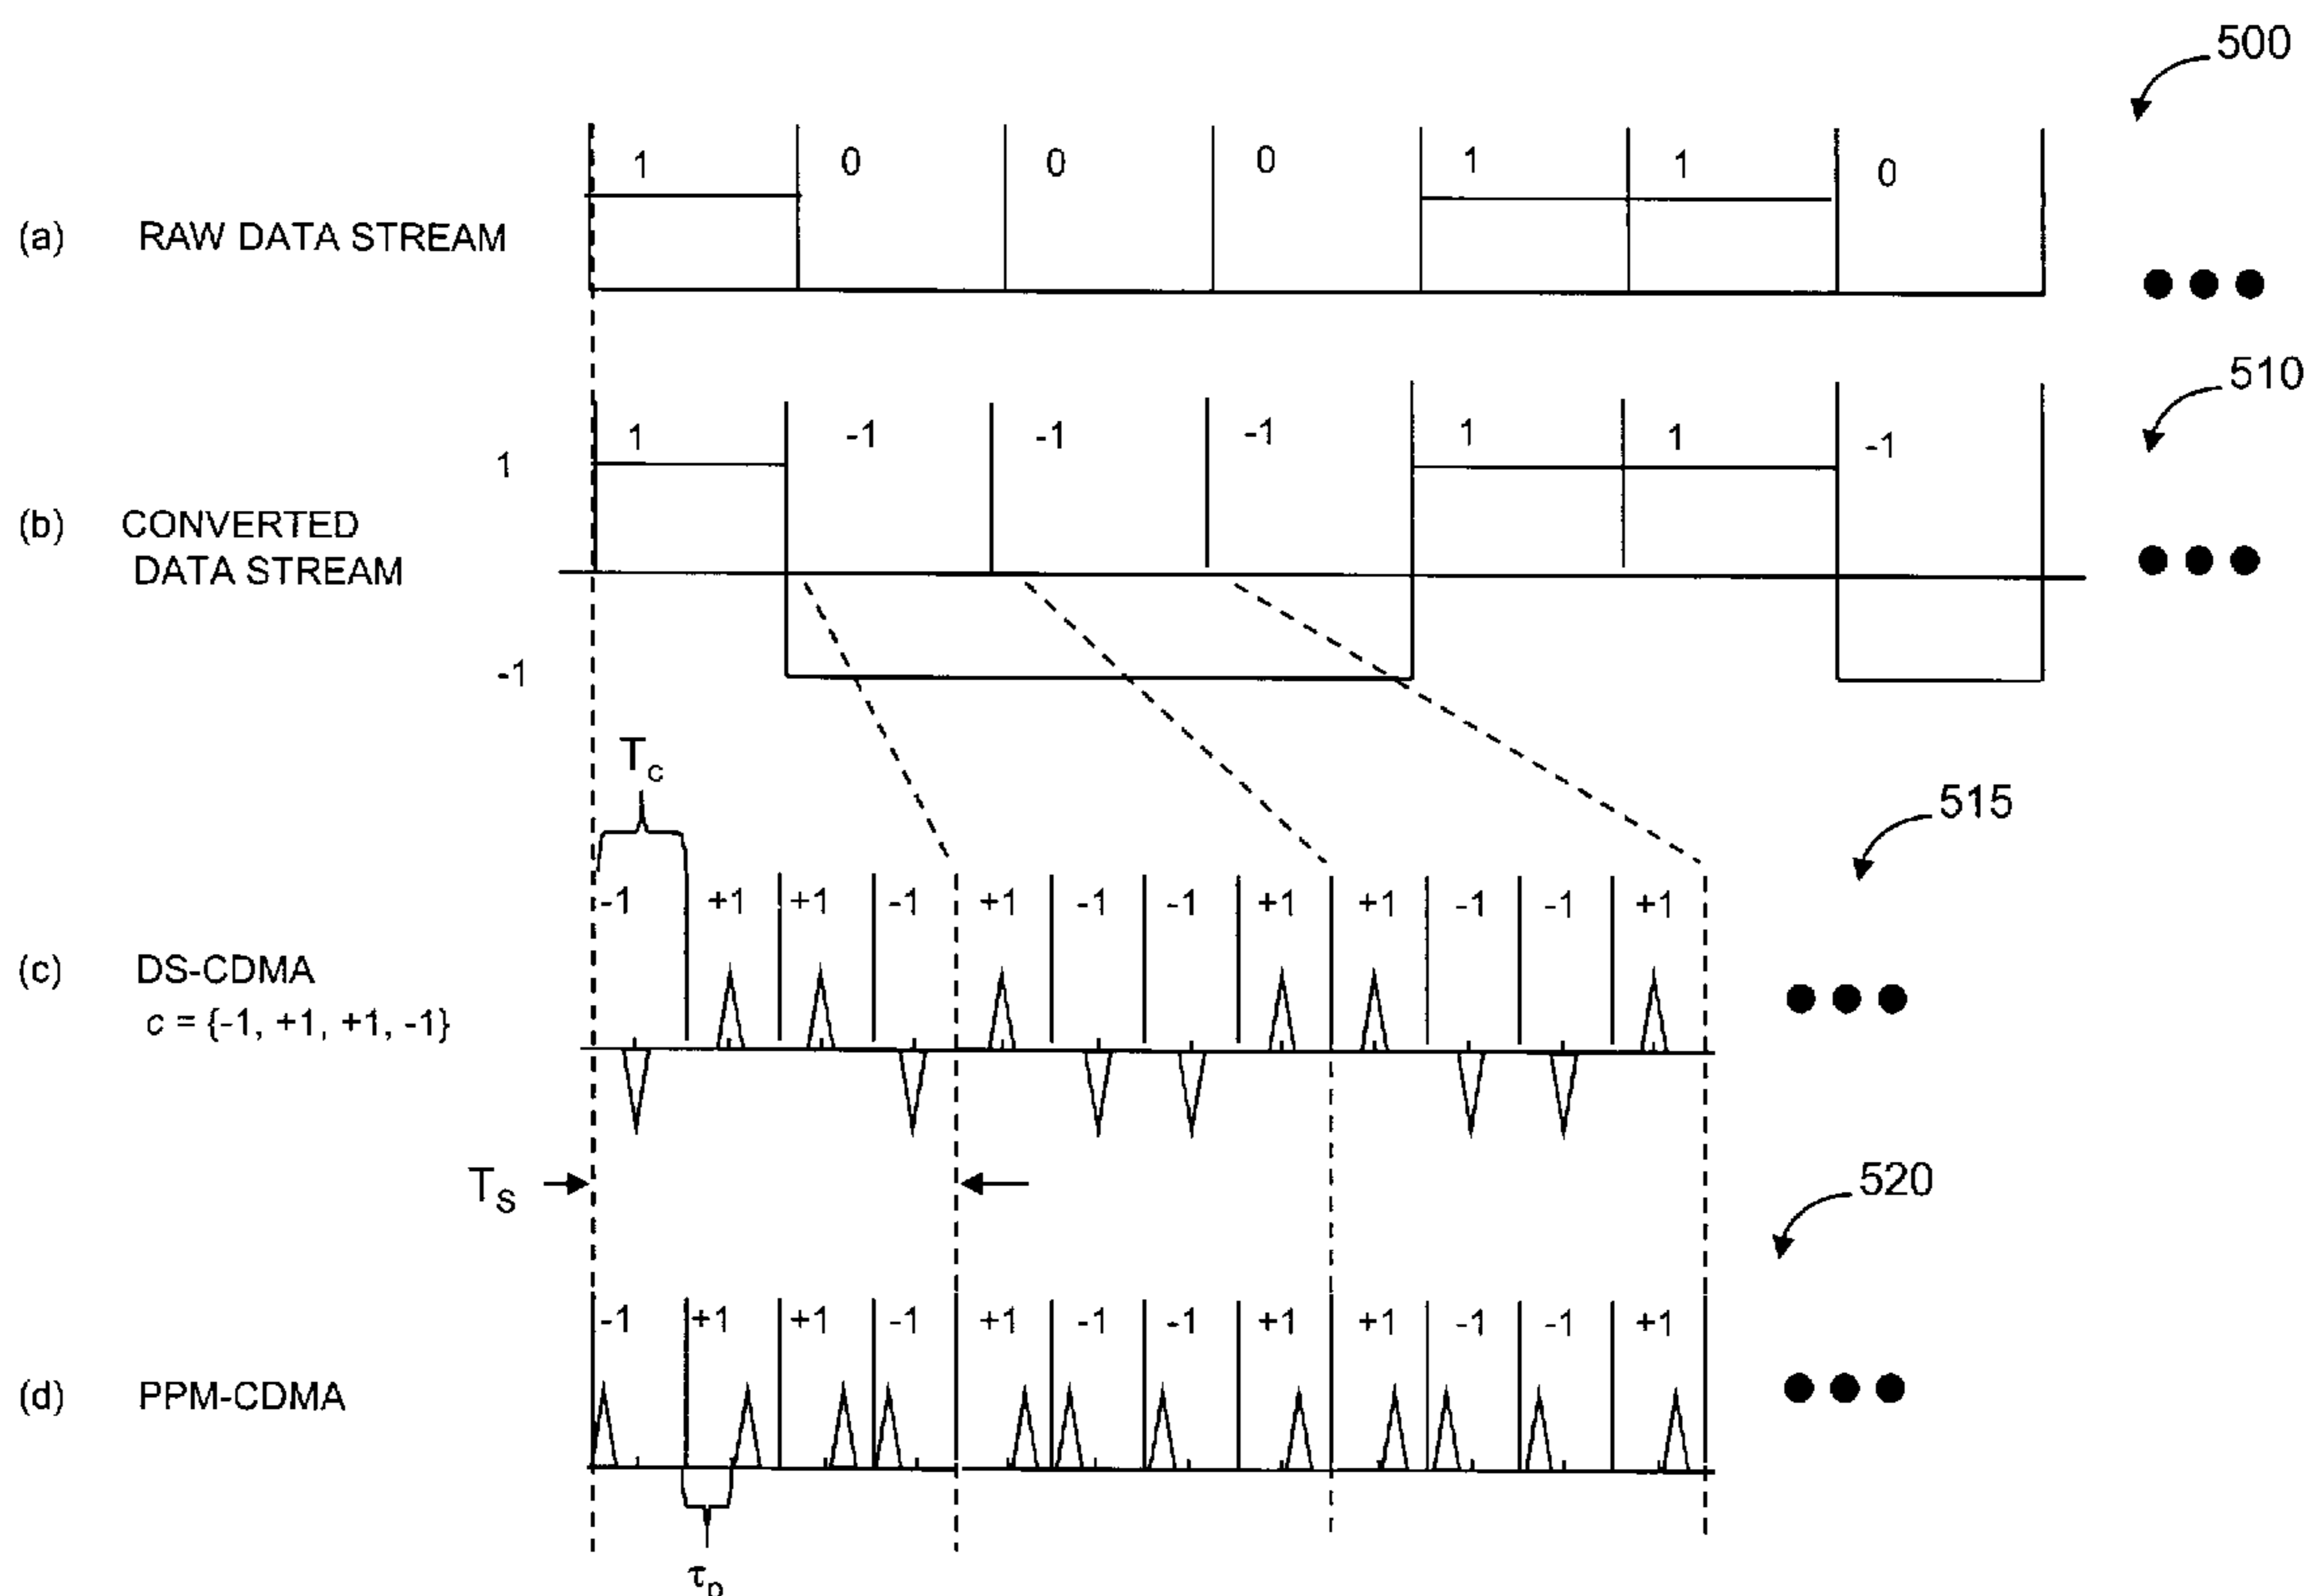 500
1 0 0 0 1 1 0
(a) RAW DATA STREAM
510
1 -1 -1 -1 1 1 -1
1
(b) CONVERTED
DATA STREAM
-1
Tc
515
-1 +1 +1 -1 +1 -1 -1 +1 +1 -1 -1 +1
(c) DS-CDMA
c = {-1, +1, +1, -1}
TS
520
-1 +1 +1 -1 +1 -1 -1 +1 +1 -1 -1 +1
(d) PPM-CDMA
τp